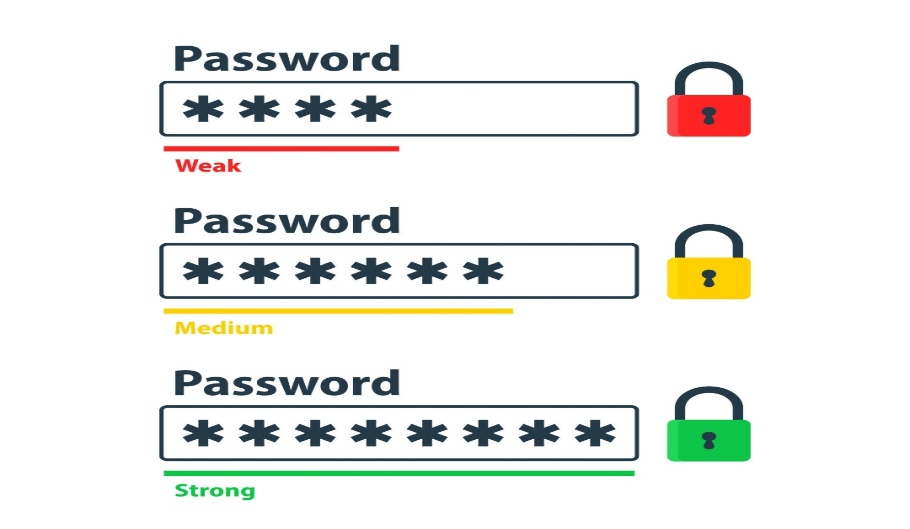 Password
* * * *
Weak
Password
* * * * * *
Medium
Password
* * * * * * * *
Strong